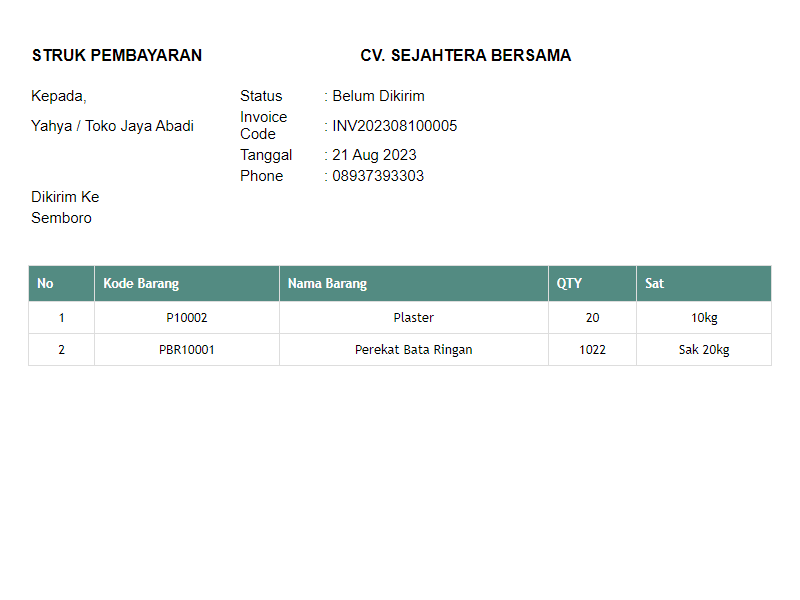 STRUK PEMBAYARAN CV. SEJAHTERA BERSAMA
Kepada, Status : Belum Dikirim
Yahya / Toko Jaya Abadi Invoice Code : INV202308100005
Tanggal : 21 Aug 2023
Phone : 08937393303
Dikirim Ke
Semboro
No Kode Barang Nama Barang QTY Sat
1 P10002 Plaster 20 10kg
2 PBR10001 Perekat Bata Ringan 1022 Sak 20kg